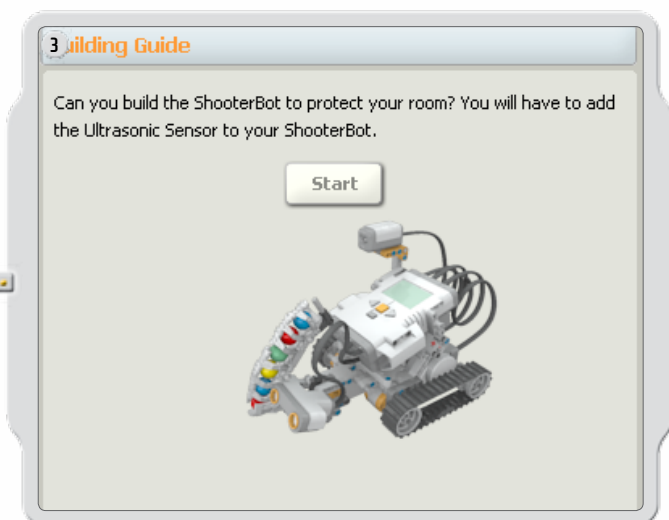 3 uilding Guide
Can you build the ShooterBot to protect your room? You will have to add
the Ultrasonic Sensor to your ShooterBot.
Start